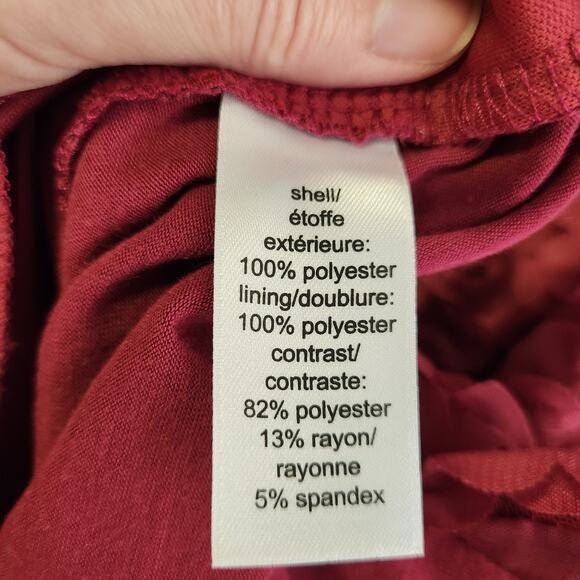 shell/
étoffe
extérieure:
100% polyester
lining/doublure:
100% polyester
contrast/
contraste:
82% polyester
13% rayon/
rayonne
5% spandex